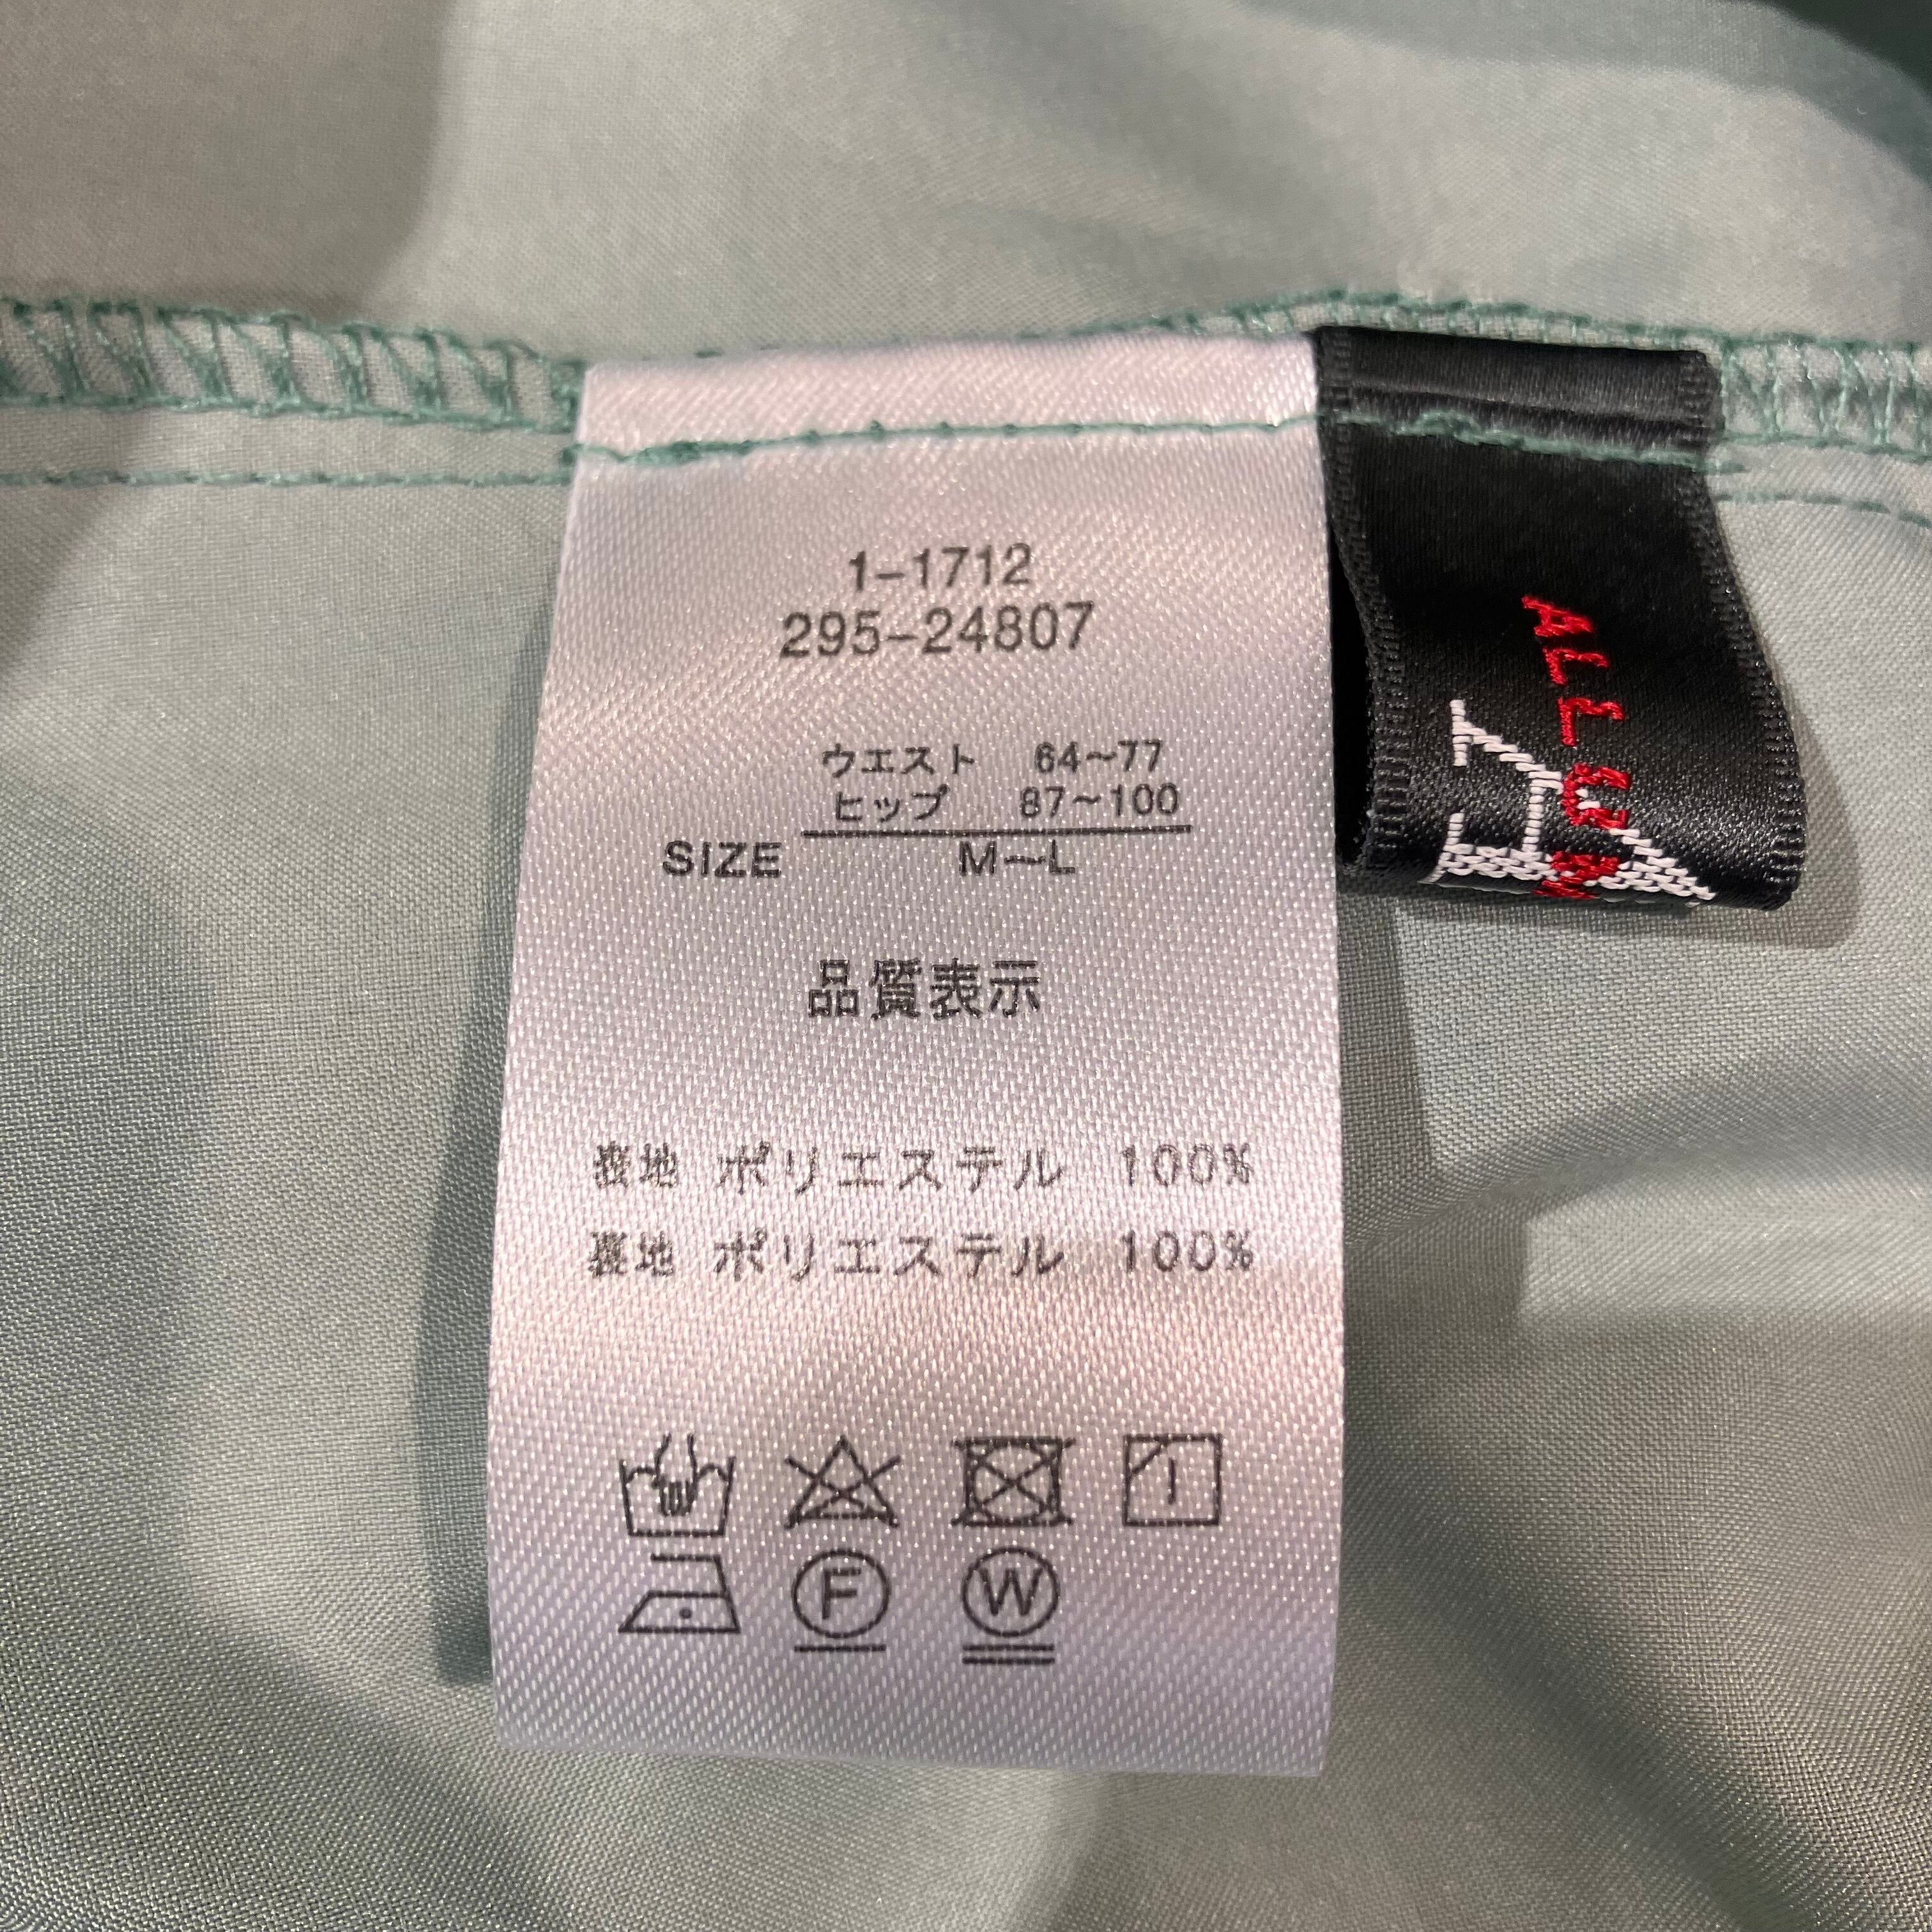 1-1712
295-24807
ウエスト 64~77
ヒップ 87~100
SIZE M-L
品質表示
表地 ポリエステル 100%
裏地 ポリエステル 100%
F W